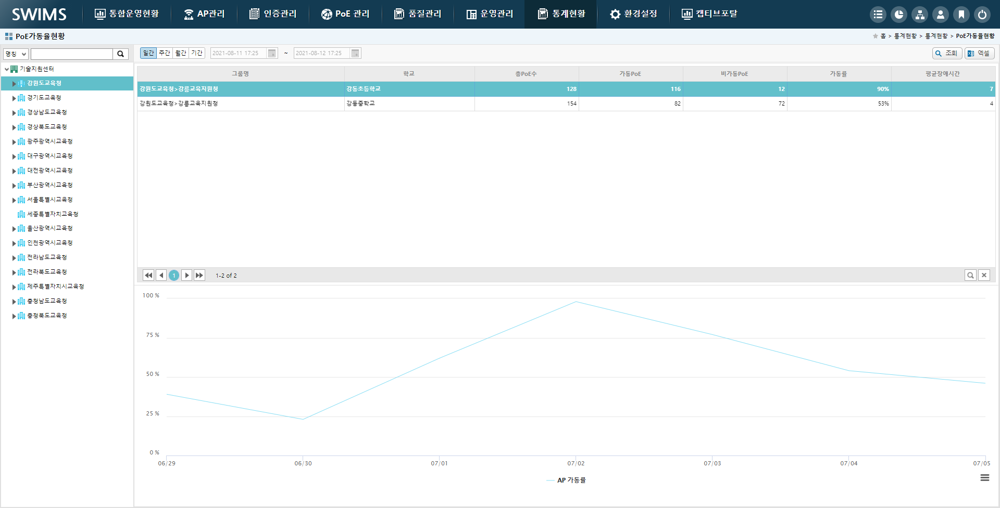 SWIMS 통합운영현황 AP관리 인증관리 PoE 관리 품질관리 운영관리 통계현황 환경설정 캡티브포탈
PoE가동율현황
홈 > 통계현황 > 통계현황 > PoE가동율현황
명칭
일간 주간 월간 기간 2021-08-11 17:25 ~ 2021-08-12 17:25 조회 엑셀
기술지원센터
강원도교육청
경기도교육청
경상남도교육청
경상북도교육청
광주광역시교육청
대구광역시교육청
대전광역시교육청
부산광역시교육청
서울특별시교육청
세종특별자치교육청
울산광역시교육청
인천광역시교육청
전라남도교육청
전라북도교육청
제주특별자치시교육청
충청남도교육청
충청북도교육청
그룹명 학교 총PoE수 가동PoE 비가동PoE 가동률 평균장애시간
강원도교육청>강릉교육지원청 강동초등학교 128 116 12 90% 7
강원도교육청>강릉교육지원청 강동중학교 154 82 72 53% 4
1 1-2 of 2
100 %
75 %
50 %
25 %
0 %
06/29 06/30 07/01 07/02 07/03 07/04 07/05
AP 가동률